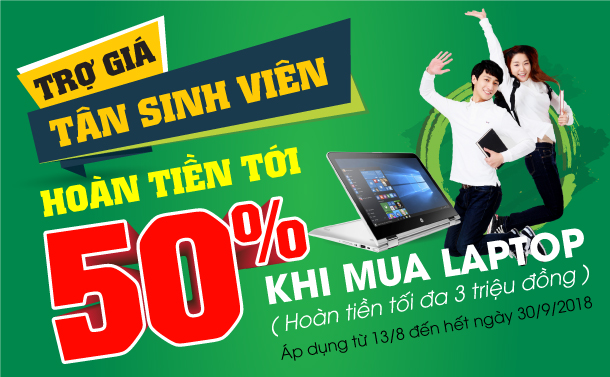 TRỢ GIÁ
TÂN SINH VIÊN
HOÀN TIỀN TỚI
50%
KHI MUA LAPTOP
( Hoàn tiền tối đa 3 triệu đồng )
Áp dụng từ 13/8 đến hết ngày 30/9/2018